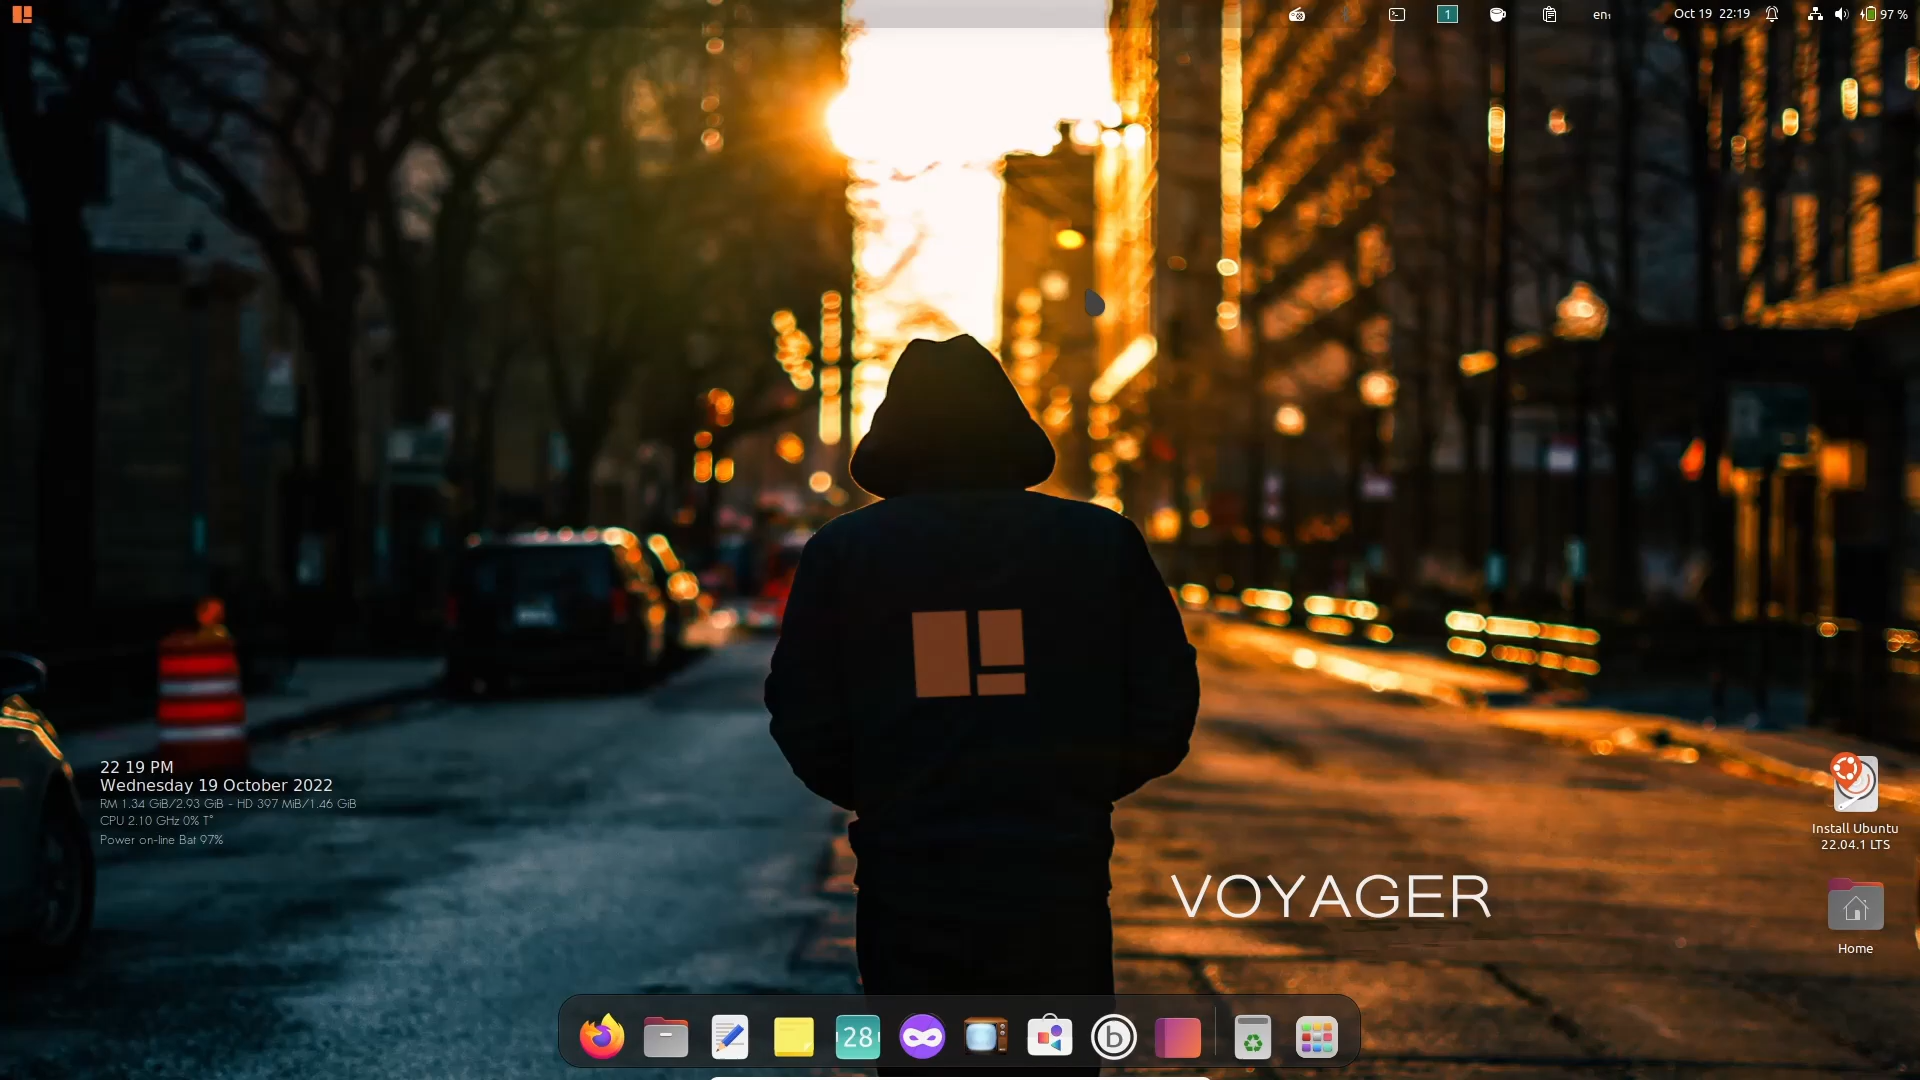 1
en₁
Oct 19 22:19
97 %
22 19 PM
Wednesday 19 October 2022
RM 1.34 GiB/2.93 GiB - HD 397 MiB/1.46 GiB
CPU 2.10 GHz 0% T°
Power on-line Bat 97%
VOYAGER
Install Ubuntu
22.04.1 LTS
Home
28
b